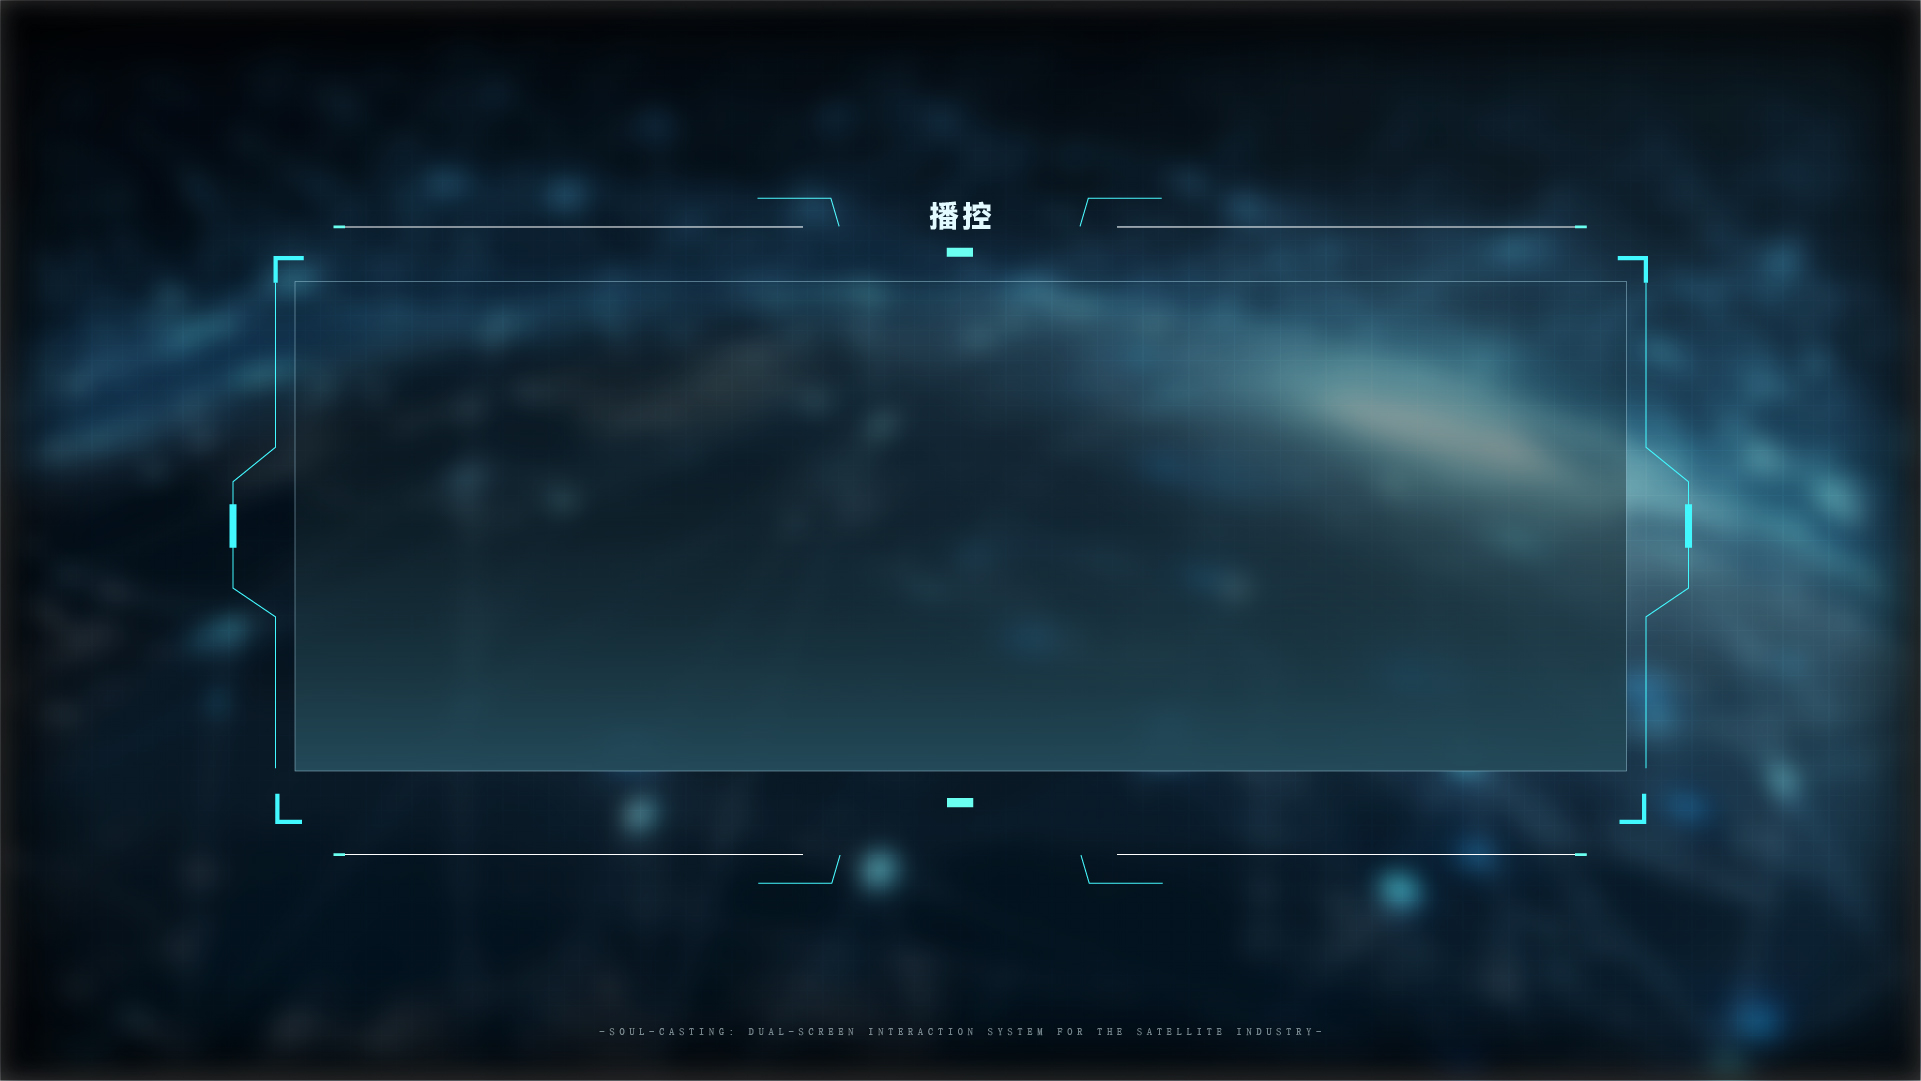 播控
-SOUL-CASTING: DUAL-SCREEN INTERACTION SYSTEM FOR THE SATELLITE INDUSTRY-